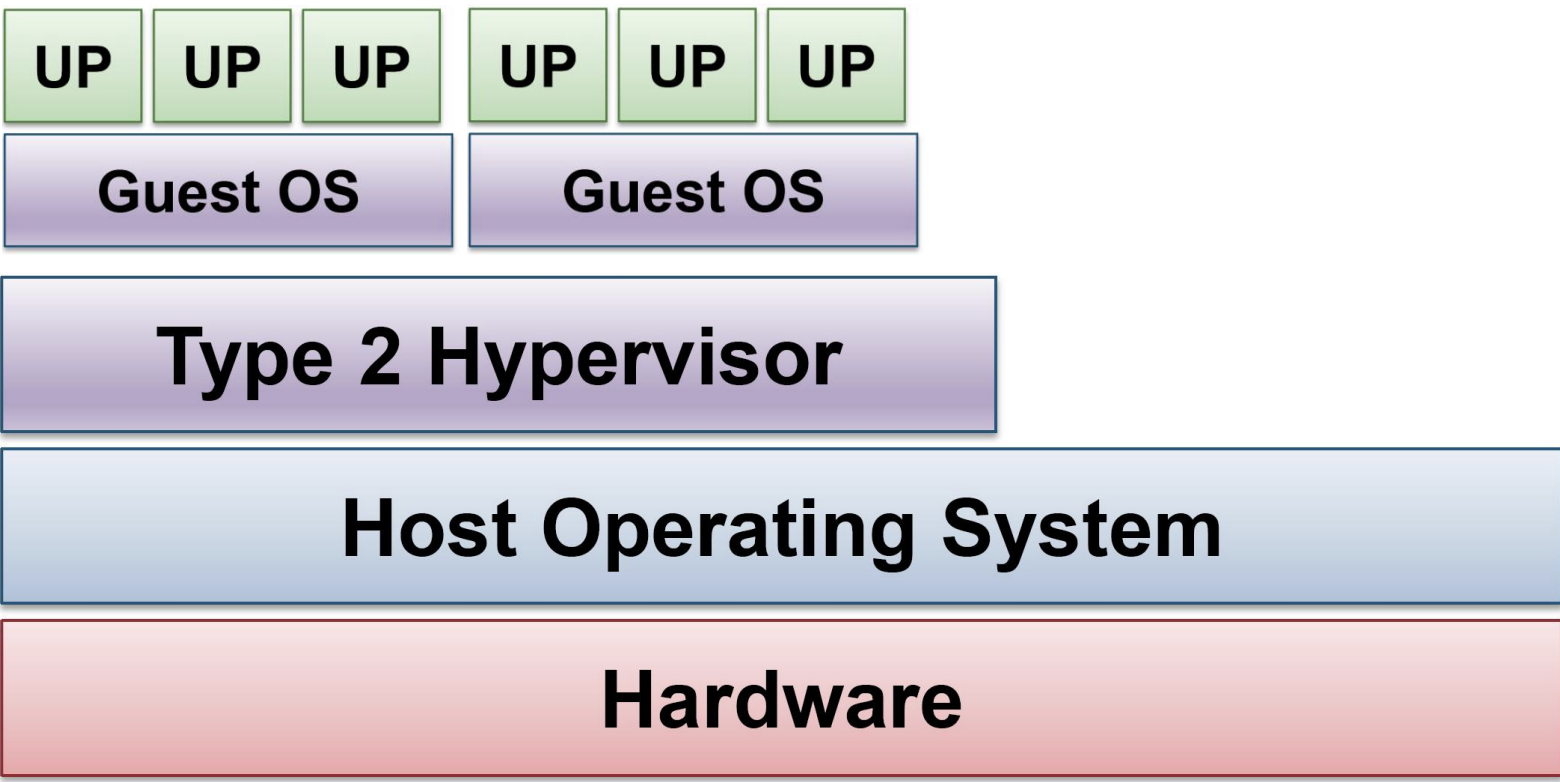 UP UP UP UP UP UP
Guest OS Guest OS
Type 2 Hypervisor
Host Operating System
Hardware